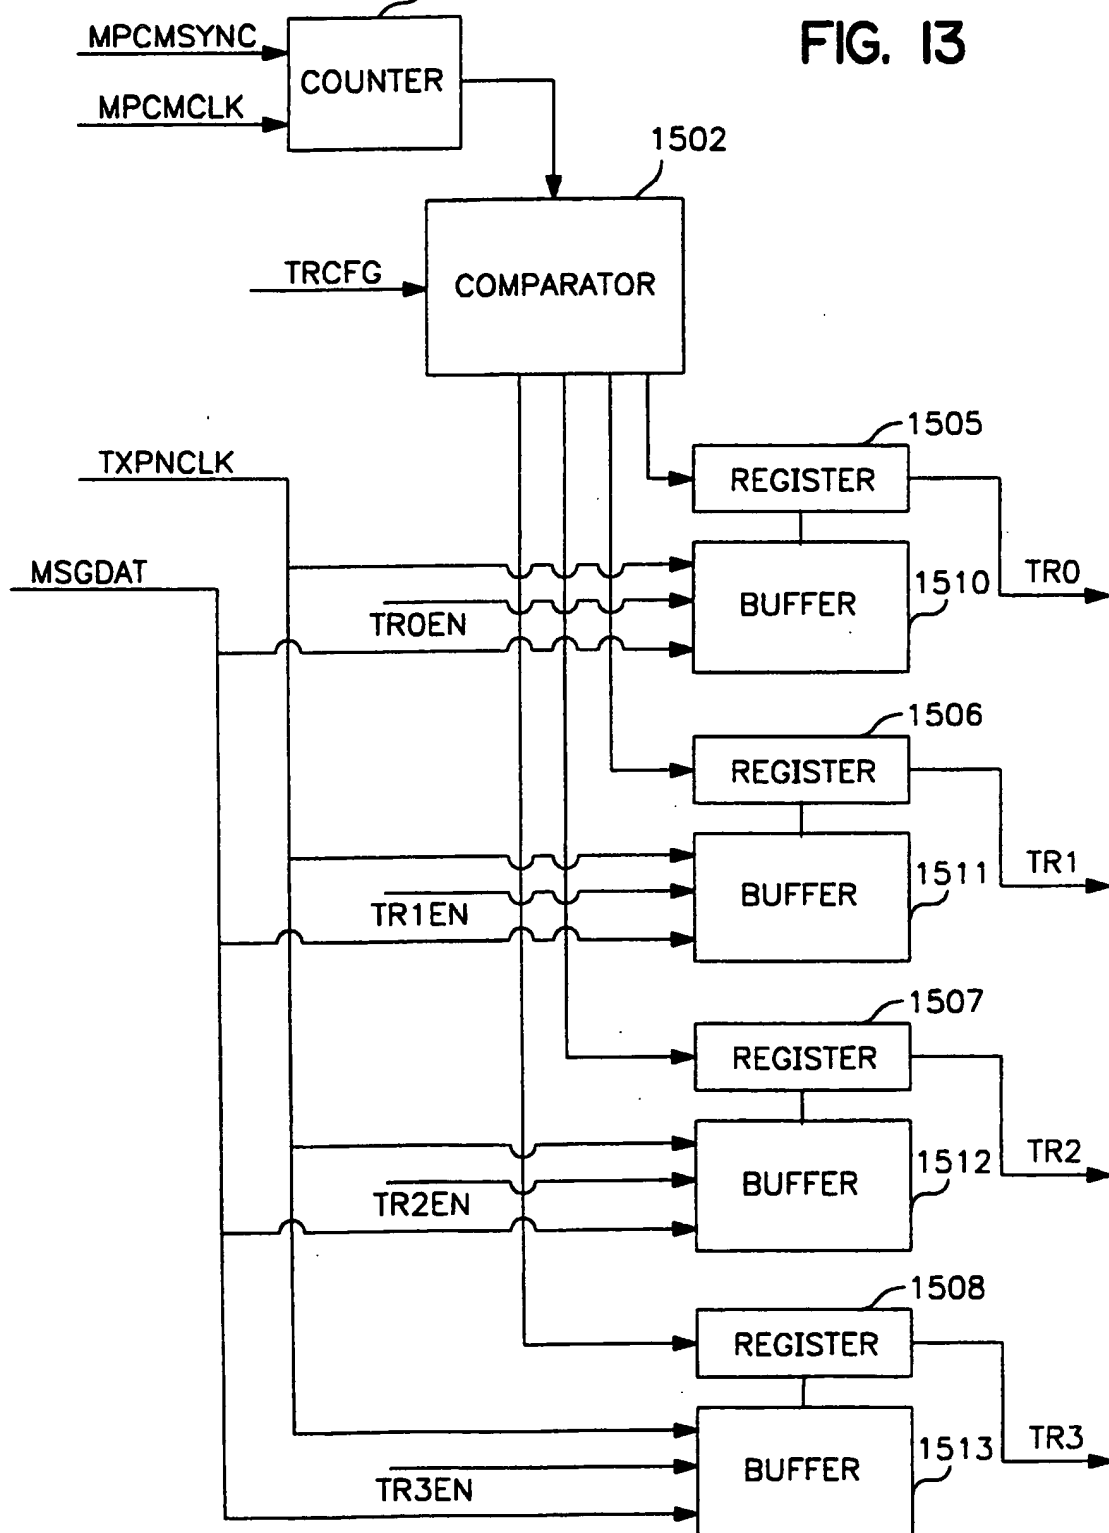 FIG. 13
MPCMSYNC
COUNTER
MPCMCLK
1502
TRCFG
COMPARATOR
1505
TXPNCLK
REGISTER
MSGDAT
TR0
1510
BUFFER
TR0EN
1506
REGISTER
TR1
1511
BUFFER
TR1EN
1507
REGISTER
TR2
1512
BUFFER
TR2EN
1508
REGISTER
TR3
1513
BUFFER
TR3EN